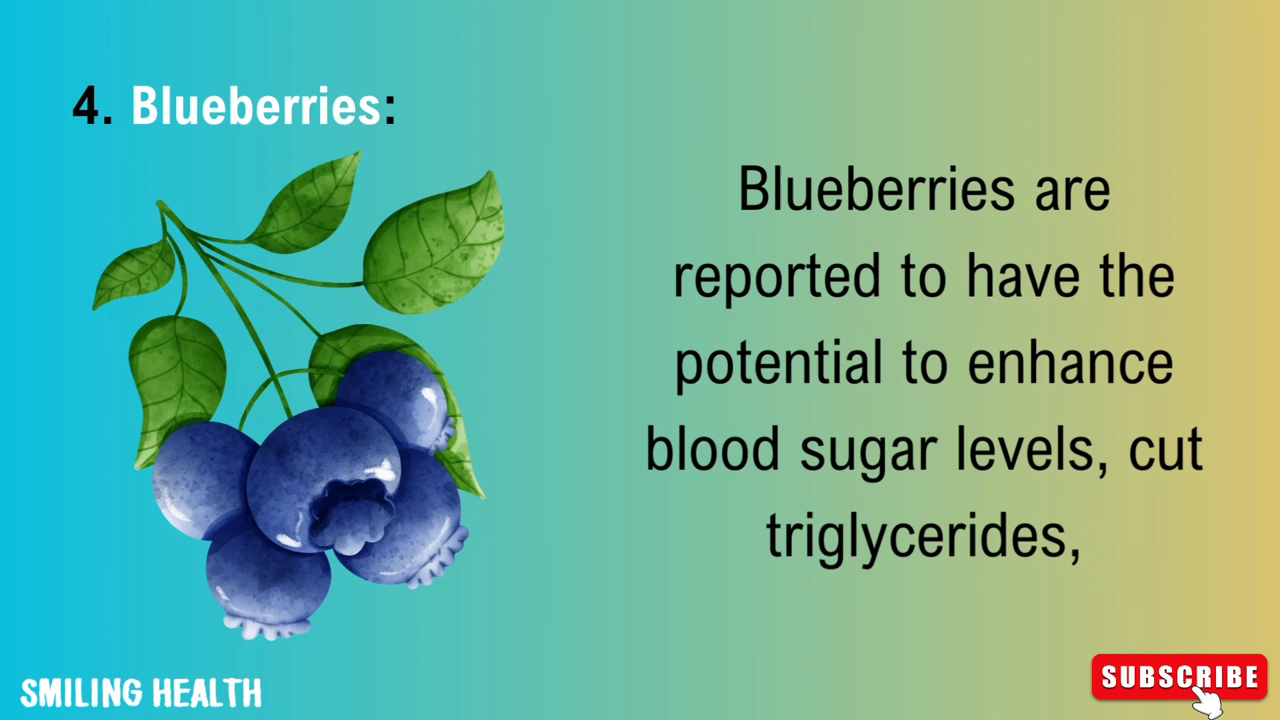 4. Blueberries:
Blueberries are
reported to have the
potential to enhance
blood sugar levels, cut
triglycerides,
SMILING HEALTH
SUBSCRIBE